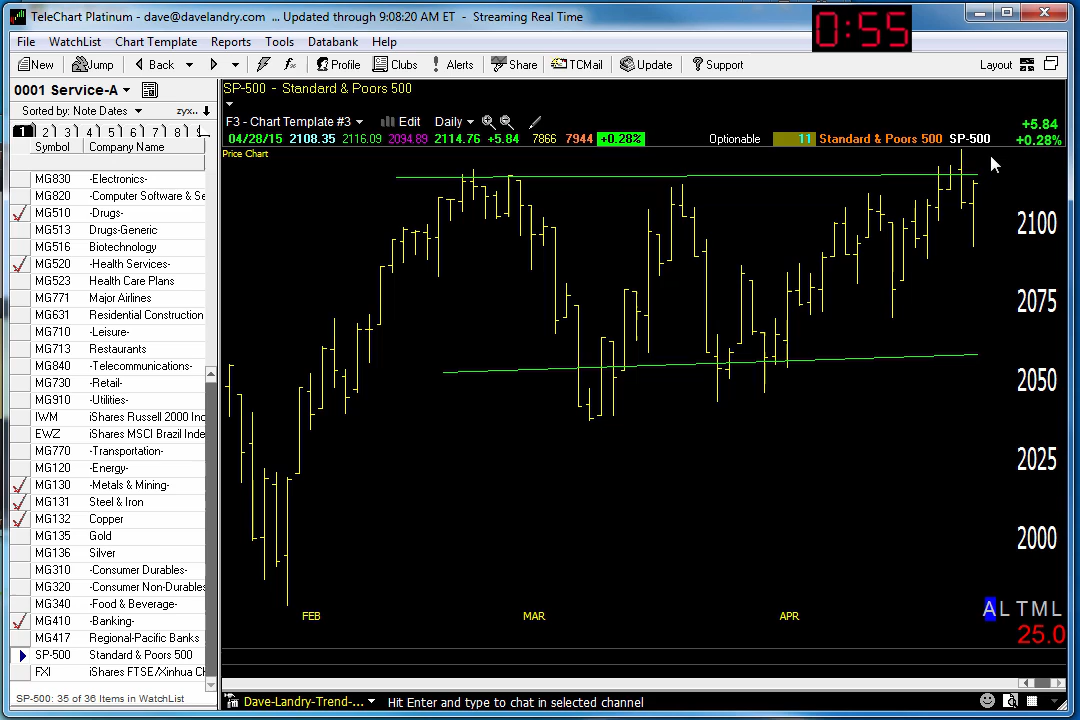 TeleChart Platinum - dave@davelandry.com ... Updated through 9:08:20 AM ET - Streaming Real Time
0:55
File WatchList Chart Template Reports Tools Databank Help
New Jump Back Profile Clubs Alerts Share TCMail Update Support Layout
0001 Service-A
Sorted by: Note Dates zyx..
1 2 3 4 5 6 7 8
Symbol Company Name
MG830 -Electronics-
MG820 -Computer Software & Se
MG510 -Drugs-
MG513 Drugs-Generic
MG516 Biotechnology
MG520 -Health Services-
MG523 Health Care Plans
MG771 Major Airlines
MG631 Residential Construction
MG710 -Leisure-
MG713 Restaurants
MG840 -Telecommunications-
MG730 -Retail-
MG910 -Utilities-
IWM iShares Russell 2000 Inc
EWZ iShares MSCI Brazil Inde
MG770 -Transportation-
MG120 -Energy-
MG130 -Metals & Mining-
MG131 Steel & Iron
MG132 Copper
MG135 Gold
MG136 Silver
MG310 -Consumer Durables-
MG320 -Consumer Non-Durables
MG340 -Food & Beverage-
MG410 -Banking-
MG417 Regional-Pacific Banks
SP-500 Standard & Poors 500
FXI iShares FTSE/Xinhua Ch
SP-500: 35 of 36 Items in WatchList
SP-500 - Standard & Poors 500
F3 - Chart Template #3 Edit Daily
04/28/15 2108.35 2116.09 2094.89 2114.76 +5.84 7866 7944 +0.28% Optionable 11 Standard & Poors 500 SP-500
+5.84
+0.28%
Price Chart
2100
2075
2050
2025
2000
FEB MAR APR
A L T M L
25.0
Dave-Landry-Trend-... Hit Enter and type to chat in selected channel